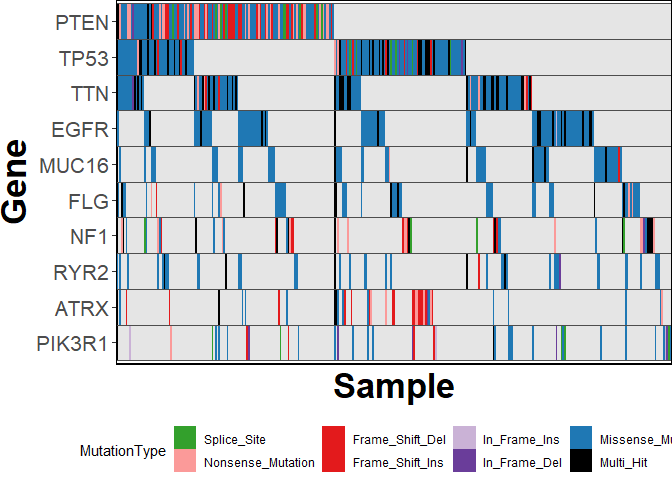 Gene
PTEN
TP53
TTN
EGFR
MUC16
FLG
NF1
RYR2
ATRX
PIK3R1
Sample
MutationType
Splice_Site
Frame_Shift_Del
In_Frame_Ins
Missense_Mu
Nonsense_Mutation
Frame_Shift_Ins
In_Frame_Del
Multi_Hit